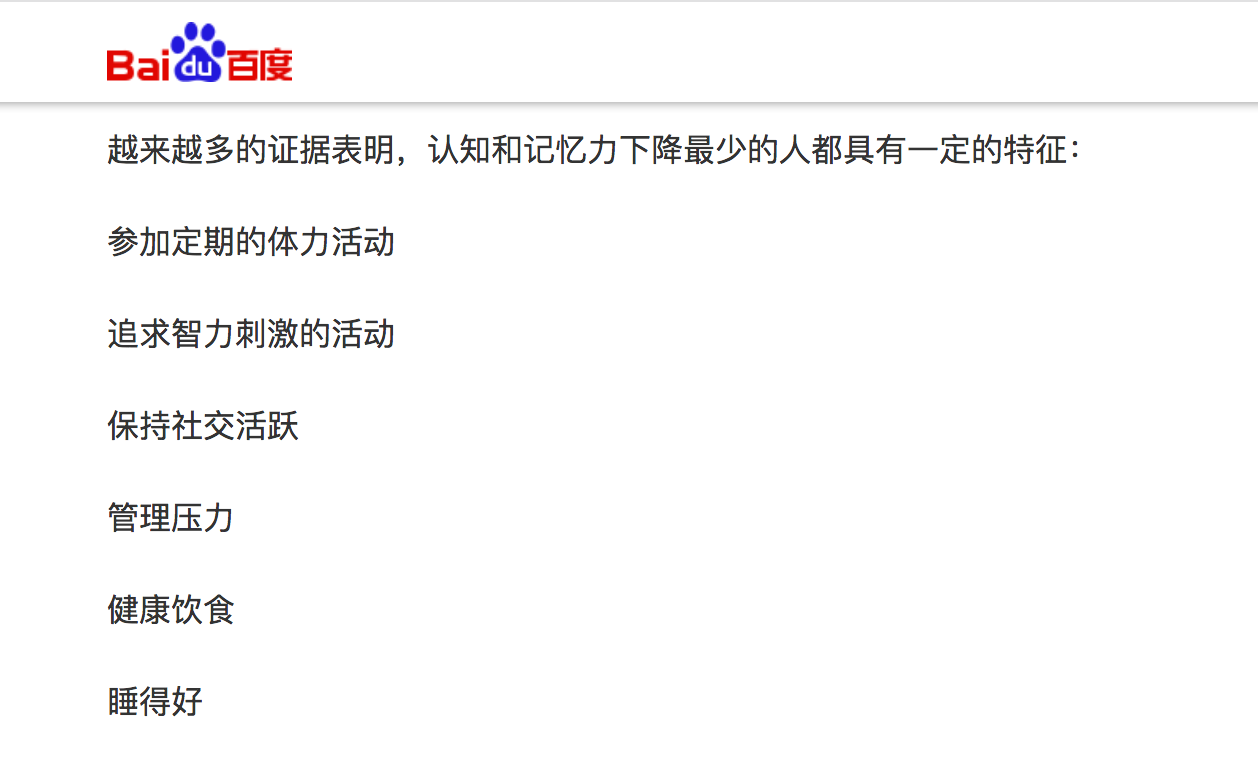 Bai du 百度
越来越多的证据表明，认知和记忆力下降最少的人都具有一定的特征：
参加定期的体力活动
追求智力刺激的活动
保持社交活跃
管理压力
健康饮食
睡得好